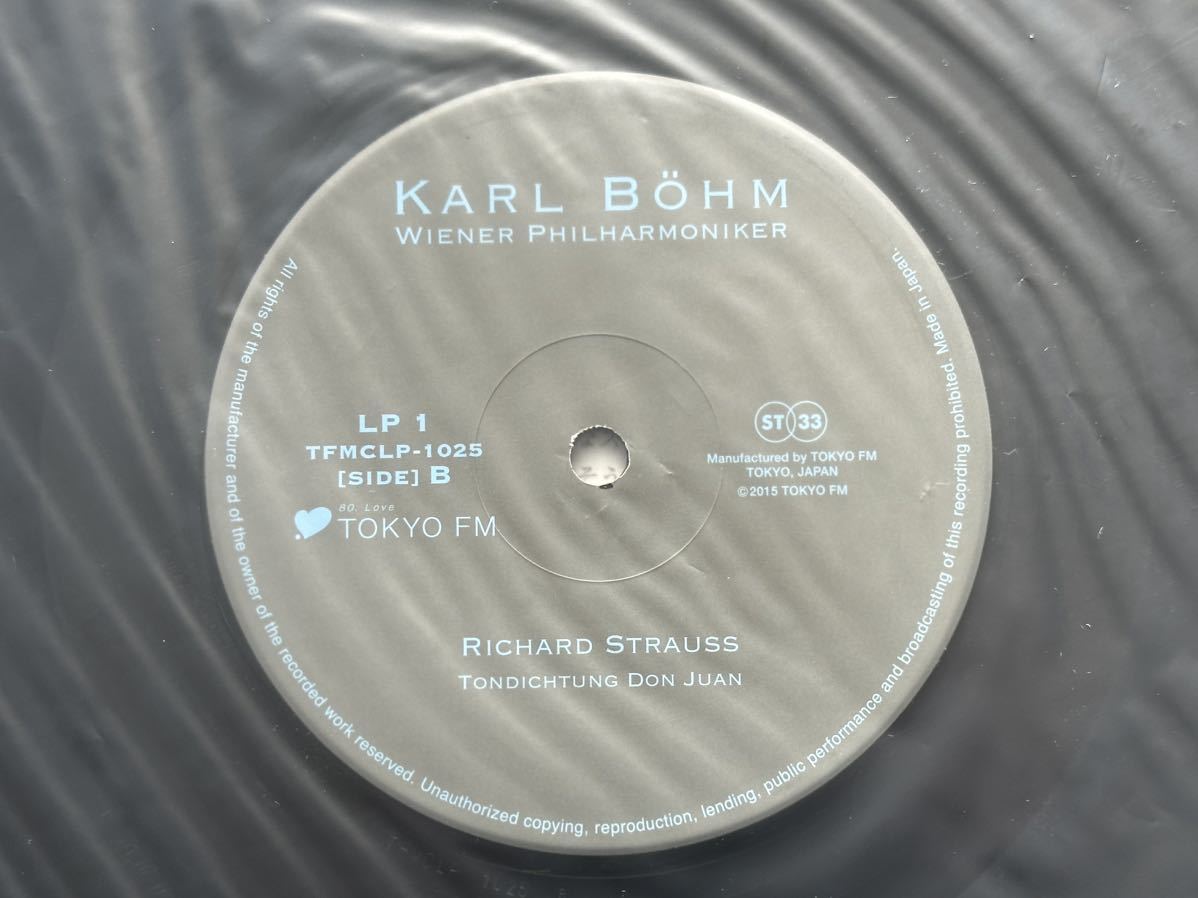 KARL BÖHM
WIENER PHILHARMONIKER
LP 1
TFMCLP-1025
[SIDE] B
80. Love
TOKYO FM
ST 33
Manufactured by TOKYO FM
TOKYO, JAPAN
©2015 TOKYO FM
RICHARD STRAUSS
TONDICHTUNG DON JUAN
All rights of the manufacturer and of the owner of the recorded work reserved. Unauthorized copying, reproduction, lending, public performance and broadcasting of this recording prohibited. Made in Japan.